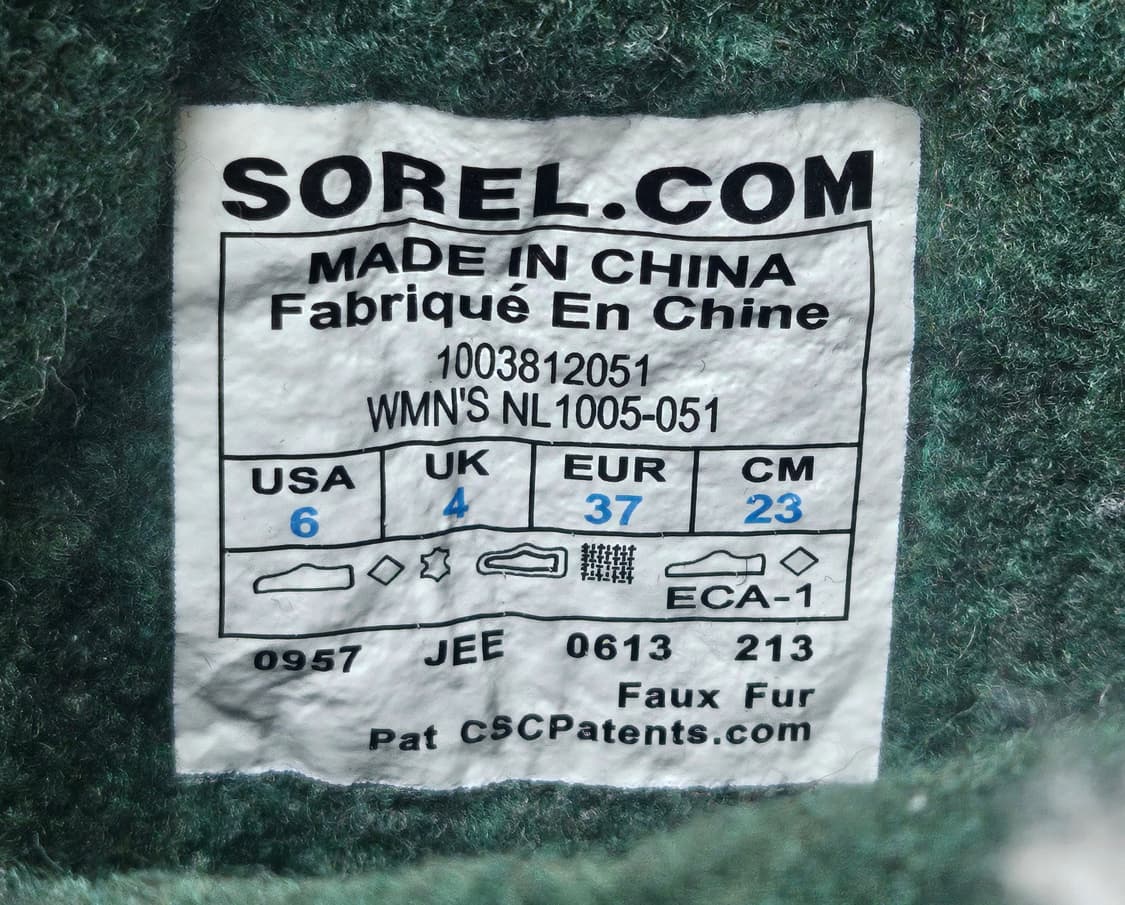 SOREL.COM
MADE IN CHINA
Fabriqué En Chine
1003812051
WMN'S NL1005-051
USA UK EUR CM
6 4 37 23
ECA-1
0957 JEE 0613 213
Faux Fur
Pat CSCPatents.com